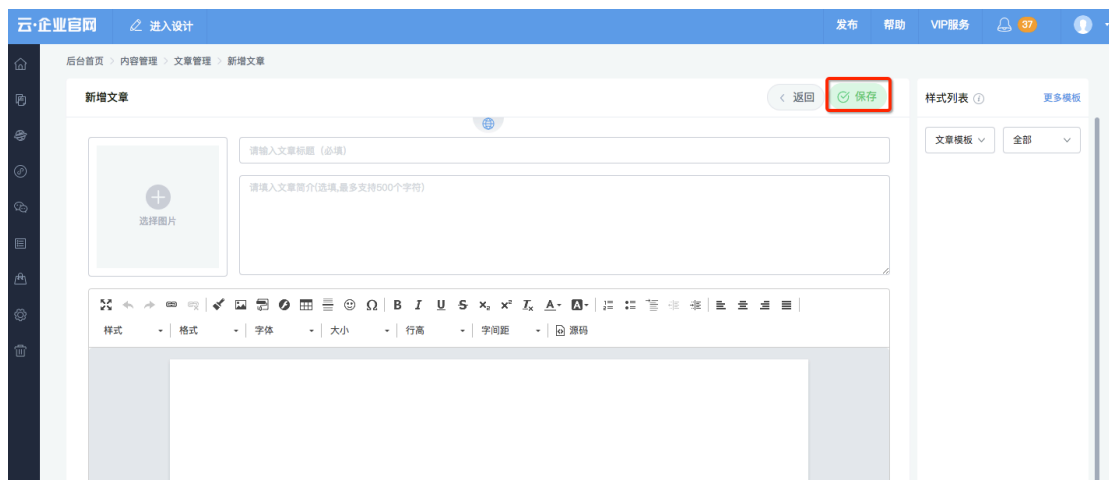 云·企业官网 进入设计 发布 帮助 VIP服务 37
后台首页 > 内容管理 > 文章管理 > 新增文章
新增文章 < 返回 保存 样式列表 更多模板
请输入文章标题（必填） 文章模板 全部
请填入文章简介(选填,最多支持500个字符)
选择图片
B I U S x₂ x² Iₓ A A
样式 格式 字体 大小 行高 字间距 源码